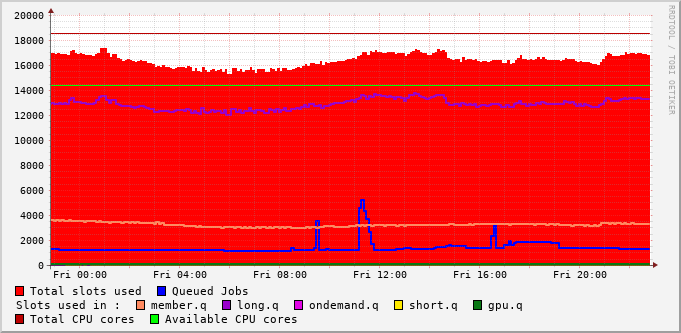 20000
18000
16000
14000
12000
10000
8000
6000
4000
2000
0
Fri 00:00 Fri 04:00 Fri 08:00 Fri 12:00 Fri 16:00 Fri 20:00
Total slots used Queued Jobs
Slots used in : member.q long.q ondemand.q short.q gpu.q
Total CPU cores Available CPU cores
RRDTOOL / TOBI OETIKER